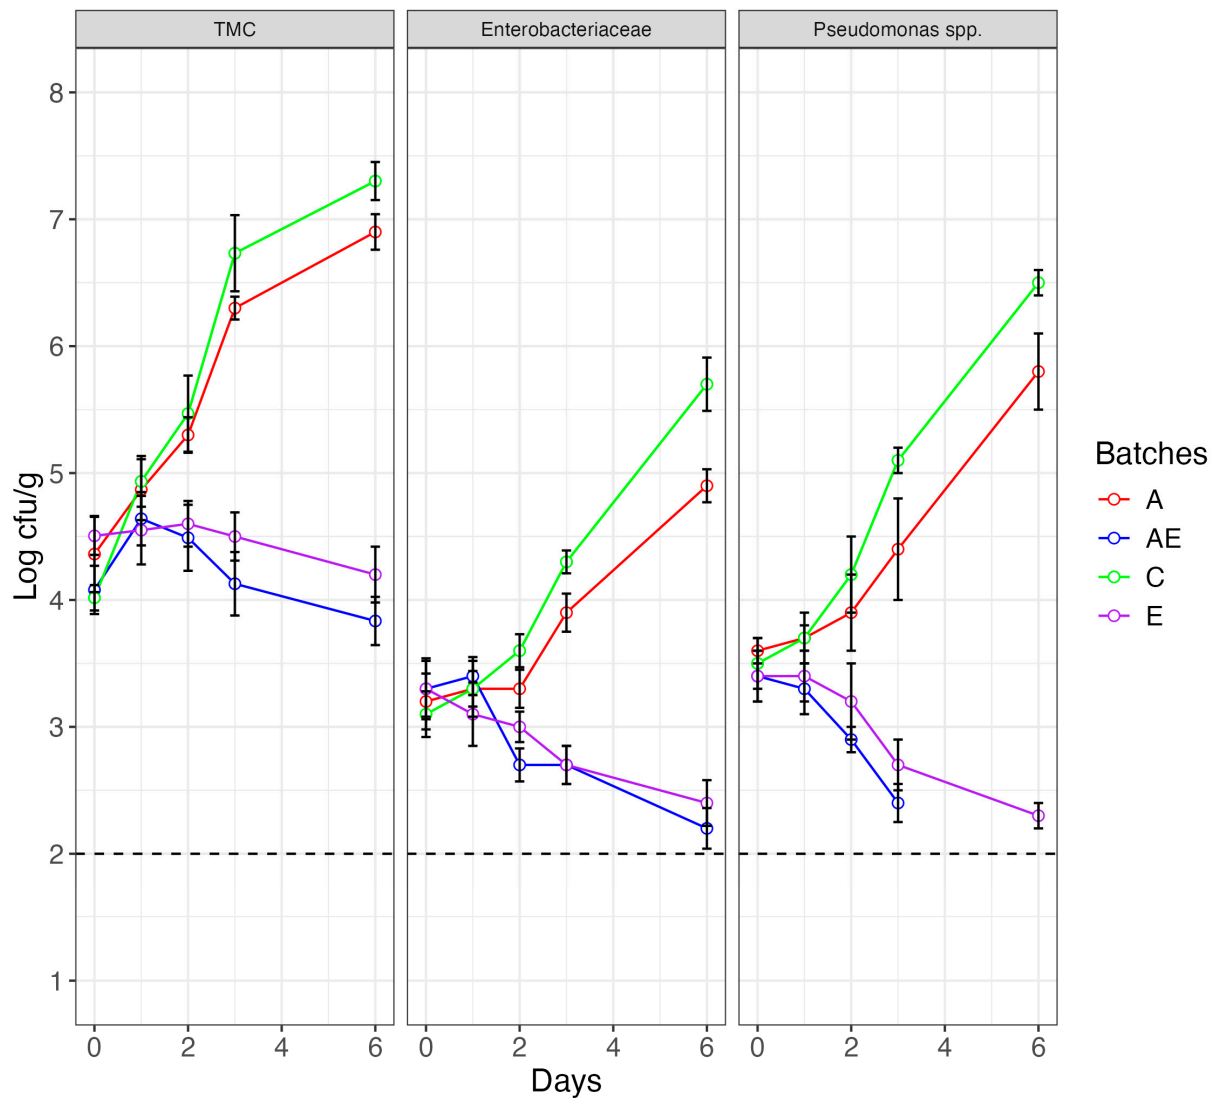 TMC Enterobacteriaceae Pseudomonas spp.
8
7
6
5
4
3
2
1
Log cfu/g
0 2 4 6 0 2 4 6 0 2 4 6
Days
Batches
A
AE
C
E